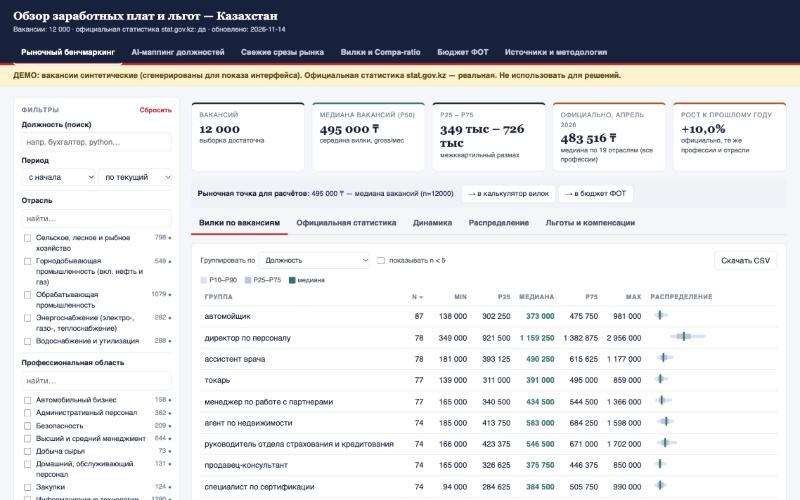 Обзор заработных плат и льгот — Казахстан
Вакансии: 12 000 · официальная статистика stat.gov.kz: да · обновлено: 2026-11-14
Рыночный бенчмаркинг AI-маппинг должностей Свежие срезы рынка Вилки и Compa-ratio Бюджет ФОТ Источники и методология
ДЕМО: вакансии синтетические (сгенерированы для показа интерфейса). Официальная статистика stat.gov.kz — реальная. Не использовать для решений.
ФИЛЬТРЫ Сбросить
Должность (поиск)
напр. бухгалтер, python…
Период
с начала по текущий
Отрасль
найти…
Сельское, лесное и рыбное хозяйство 798
Горнодобывающая промышленность (вкл. нефть и газ) 549
Обрабатывающая промышленность 1079
Энергоснабжение (электро-, газо-, теплоснабжение) 282
Водоснабжение и утилизация 288
Профессиональная область
найти…
Автомобильный бизнес 158
Административный персонал 362
Безопасность 209
Высший и средний менеджмент 844
Добыча сырья 73
Домашний, обслуживающий персонал 131
Закупки 124
Информационные технологии 1280
ВАКАНСИЙ
12 000
выборка достаточна
МЕДИАНА ВАКАНСИЙ (P50)
495 000 ₸
середина вилки, gross/мес
P25 – P75
349 тыс – 726 тыс
межквартильный размах
ОФИЦИАЛЬНО, АПРЕЛЬ 2026
483 516 ₸
медиана по 19 отраслям (все профессии)
РОСТ К ПРОШЛОМУ ГОДУ
+10,0%
официально, те же профессии и отрасли
Рыночная точка для расчётов: 495 000 ₸ — медиана вакансий (n=12000) → в калькулятор вилок → в бюджет ФОТ
Вилки по вакансиям Официальная статистика Динамика Распределение Льготы и компенсации
Группировать по Должность показывать n < 5 Скачать CSV
P10–P90 P25–P75 медиана
ГРУППА N MIN P25 МЕДИАНА P75 MAX РАСПРЕДЕЛЕНИЕ
автомойщик 87 138 000 302 250 373 000 475 750 981 000
директор по персоналу 78 349 000 921 500 1 159 250 1 382 875 2 956 000
ассистент врача 78 181 000 393 125 490 250 615 625 1 177 000
токарь 77 139 000 311 000 391 000 495 000 859 000
менеджер по работе с партнерами 77 165 000 340 500 434 500 544 500 1 366 000
агент по недвижимости 74 215 000 413 750 583 000 684 250 1 598 000
руководитель отдела страхования и кредитования 74 166 000 423 375 546 500 671 000 1 702 000
продавец-консультант 74 165 000 326 625 375 750 446 375 850 000
специалист по сертификации 74 94 000 284 625 384 500 505 750 990 000